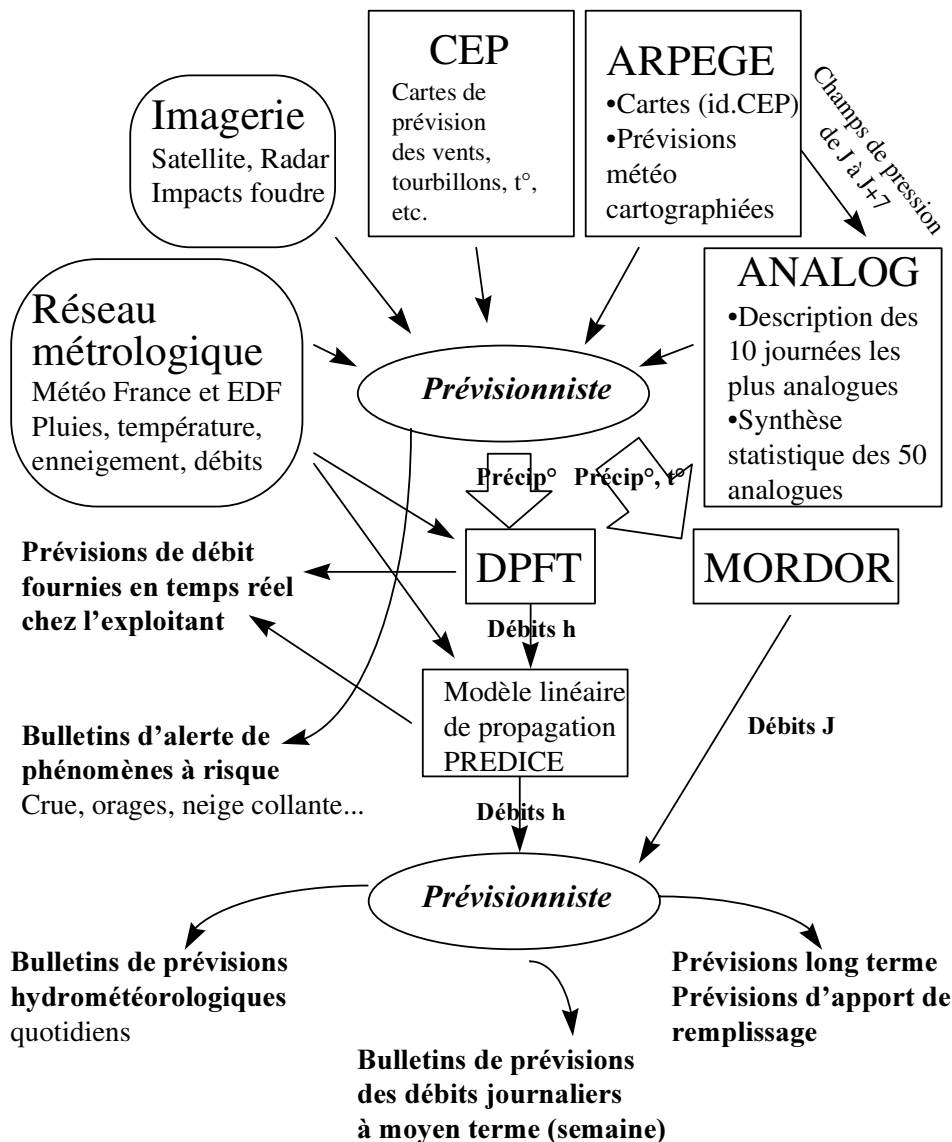 CEP
Cartes de
prévision
des vents,
tourbillons, t°,
etc.
ARPEGE
•Cartes (id.CEP)
•Prévisions
météo
cartographiées
Champs de pression
de J à J+7
Imagerie
Satellite, Radar
Impacts foudre
Réseau
métrologique
Météo France et EDF
Pluies, température,
enneigement, débits
ANALOG
•Description des
10 journées les
plus analogues
•Synthèse
statistique des 50
analogues
Prévisionniste
Précip°
Précip°, t°
DPFT
MORDOR
Prévisions de débit
fournies en temps réel
chez l'exploitant
Débits h
Modèle linéaire
de propagation
PREDICE
Débits J
Bulletins d'alerte de
phénomènes à risque
Crue, orages, neige collante...
Débits h
Prévisionniste
Bulletins de prévisions
hydrométéorologiques
quotidiens
Prévisions long terme
Prévisions d'apport de
remplissage
Bulletins de prévisions
des débits journaliers
à moyen terme (semaine)